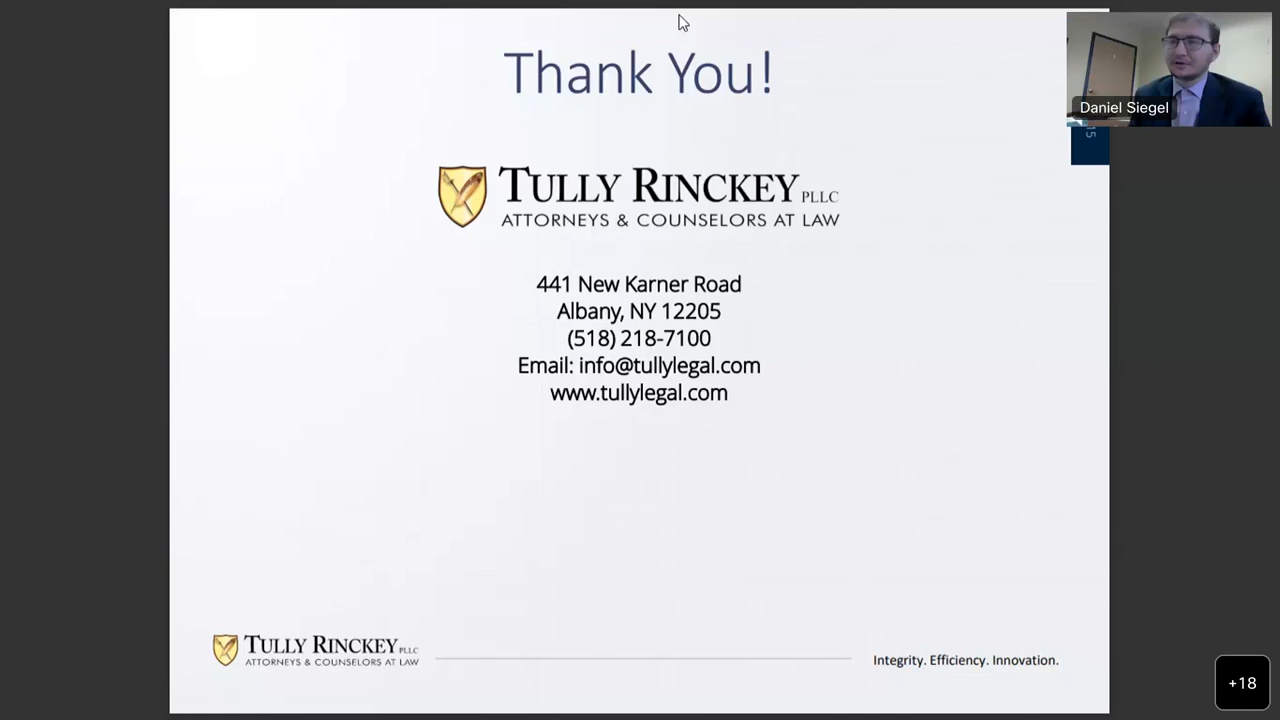 Thank You!
Daniel Siegel
15
TULLY RINCKEY PLLC
ATTORNEYS & COUNSELORS AT LAW
441 New Karner Road
Albany, NY 12205
(518) 218-7100
Email: info@tullylegal.com
www.tullylegal.com
TULLY RINCKEY PLLC
ATTORNEYS & COUNSELORS AT LAW
Integrity. Efficiency. Innovation.
+18